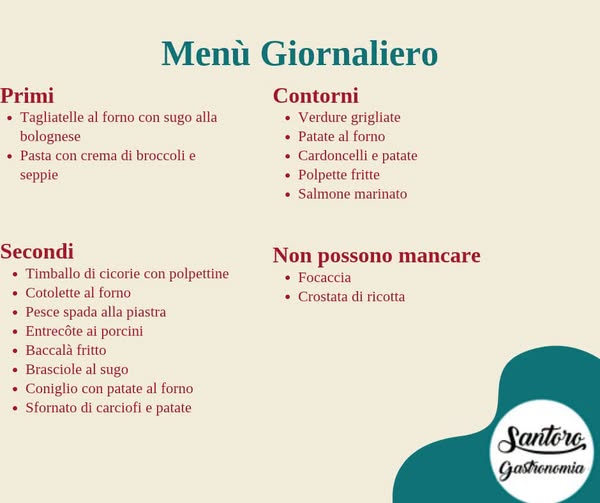 Menù Giornaliero
Primi
Tagliatelle al forno con sugo alla
bolognese
Pasta con crema di broccoli e
seppie
Contorni
Verdure grigliate
Patate al forno
Cardoncelli e patate
Polpette fritte
Salmone marinato
Secondi
Timballo di cicorie con polpettine
Cotolette al forno
Pesce spada alla piastra
Entrecôte ai porcini
Baccalà fritto
Brasciole al sugo
Coniglio con patate al forno
Sfornato di carciofi e patate
Non possono mancare
Focaccia
Crostata di ricotta
Santoro
Gastronomia